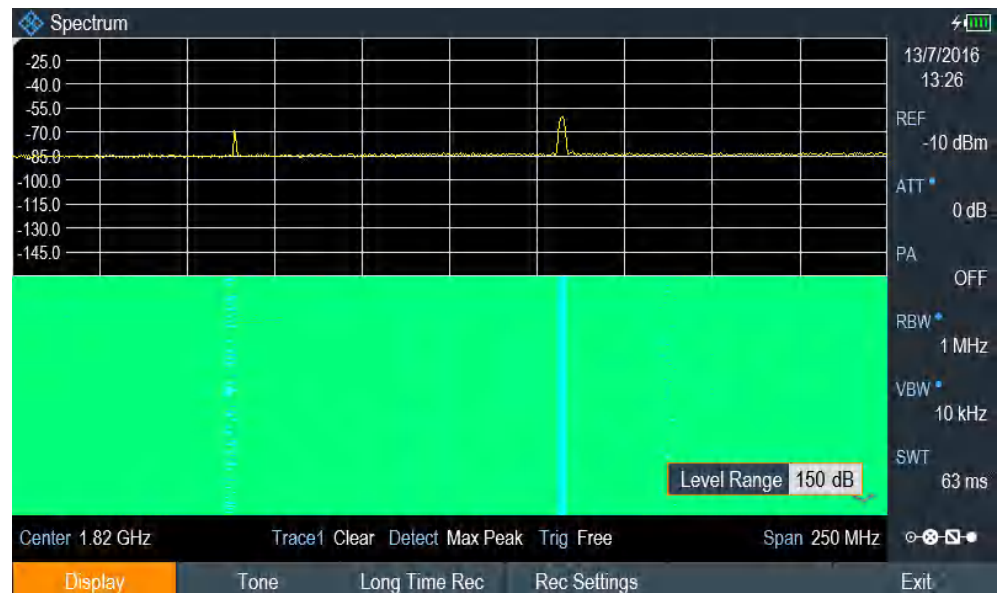 Spectrum
-25.0
-40.0
-55.0
-70.0
-85.0
-100.0
-115.0
-130.0
-145.0
13/7/2016
13:26
REF
-10 dBm
ATT
0 dB
PA
OFF
RBW
1 MHz
VBW
10 kHz
SWT
63 ms
Level Range 150 dB
Center 1.82 GHz Trace1 Clear Detect Max Peak Trig Free Span 250 MHz
Display Tone Long Time Rec Rec Settings Exit